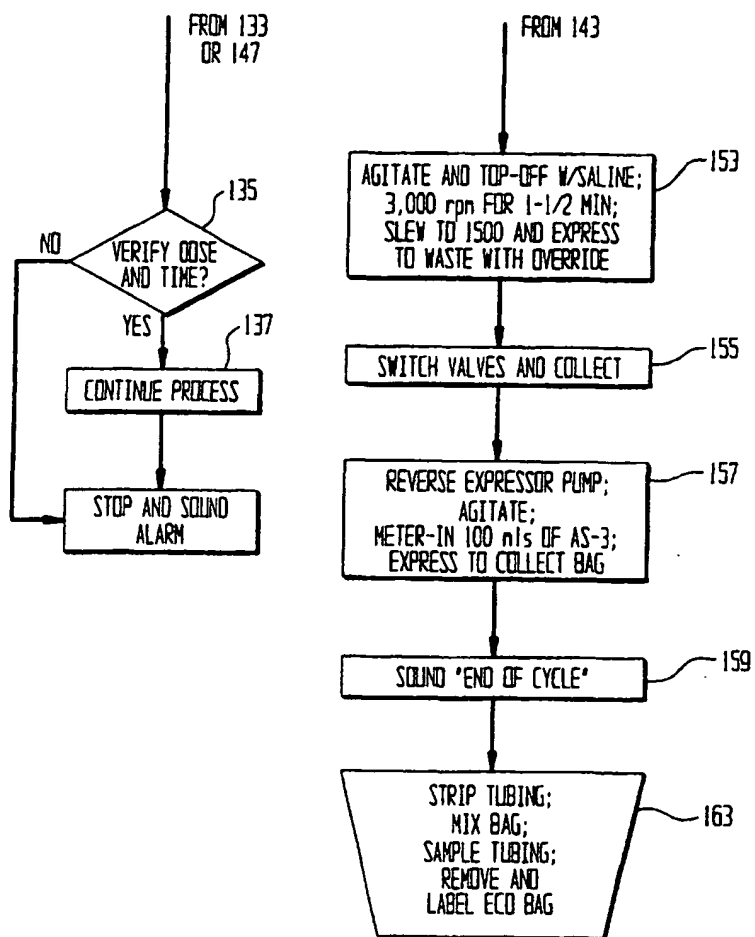 FROM 133
OR 147
135
NO
VERIFY DOSE
AND TIME?
YES
137
CONTINUE PROCESS
STOP AND SOUND
ALARM
FROM 143
153
AGITATE AND TOP-OFF W/SALINE;
3,000 rpm FOR 1-1/2 MIN;
SLEW TO 1500 AND EXPRESS
TO WASTE WITH OVERRIDE
155
SWITCH VALVES AND COLLECT
157
REVERSE EXPRESSOR PUMP;
AGITATE;
METER-IN 100 mls OF AS-3;
EXPRESS TO COLLECT BAG
159
SOUND "END OF CYCLE"
163
STRIP TUBING;
MIX BAG;
SAMPLE TUBING;
REMOVE AND
LABEL ECO BAG